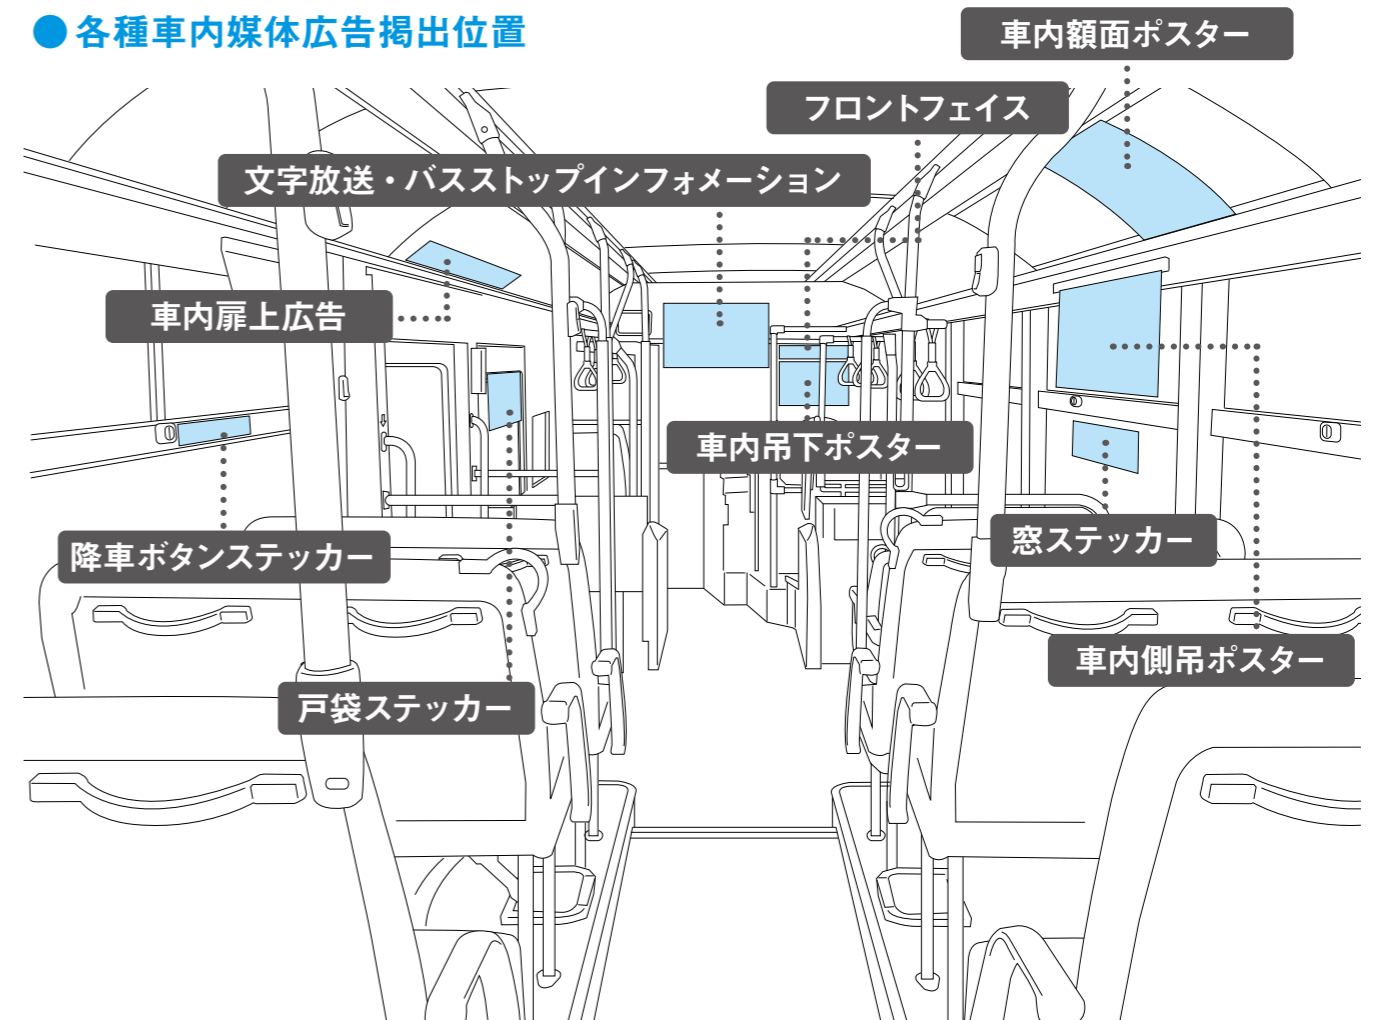 各種車内媒体広告掲出位置
車内額面ポスター
フロントフェイス
文字放送・バスストップインフォメーション
車内扉上広告
車内吊下ポスター
降車ボタンステッカー
窓ステッカー
車内側吊ポスター
戸袋ステッカー